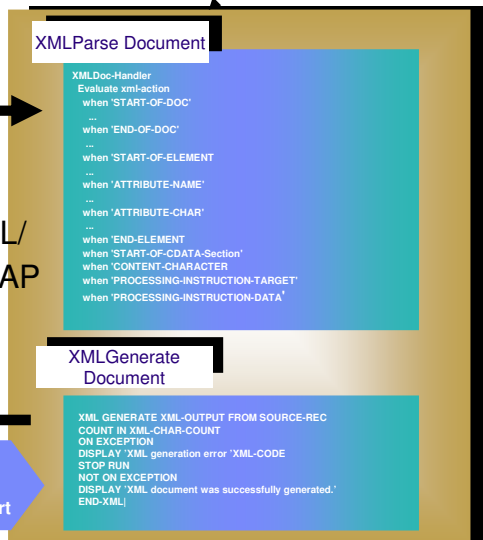 XMLParse Document
XMLDoc-Handler
Evaluate xml-action
when 'START-OF-DOC'
...
when 'END-OF-DOC'
...
when 'START-OF-ELEMENT
...
when 'ATTRIBUTE-NAME'
...
when 'ATTRIBUTE-CHAR'
...
when 'END-ELEMENT
when 'START-OF-CDATA-Section'
when 'CONTENT-CHARACTER
when 'PROCESSING-INSTRUCTION-TARGET'
when 'PROCESSING-INSTRUCTION-DATA'
L/
AP
XMLGenerate
Document
XML GENERATE XML-OUTPUT FROM SOURCE-REC
COUNT IN XML-CHAR-COUNT
ON EXCEPTION
DISPLAY 'XML generation error 'XML-CODE
STOP RUN
NOT ON EXCEPTION
DISPLAY 'XML document was successfully generated.'
END-XML|
rt